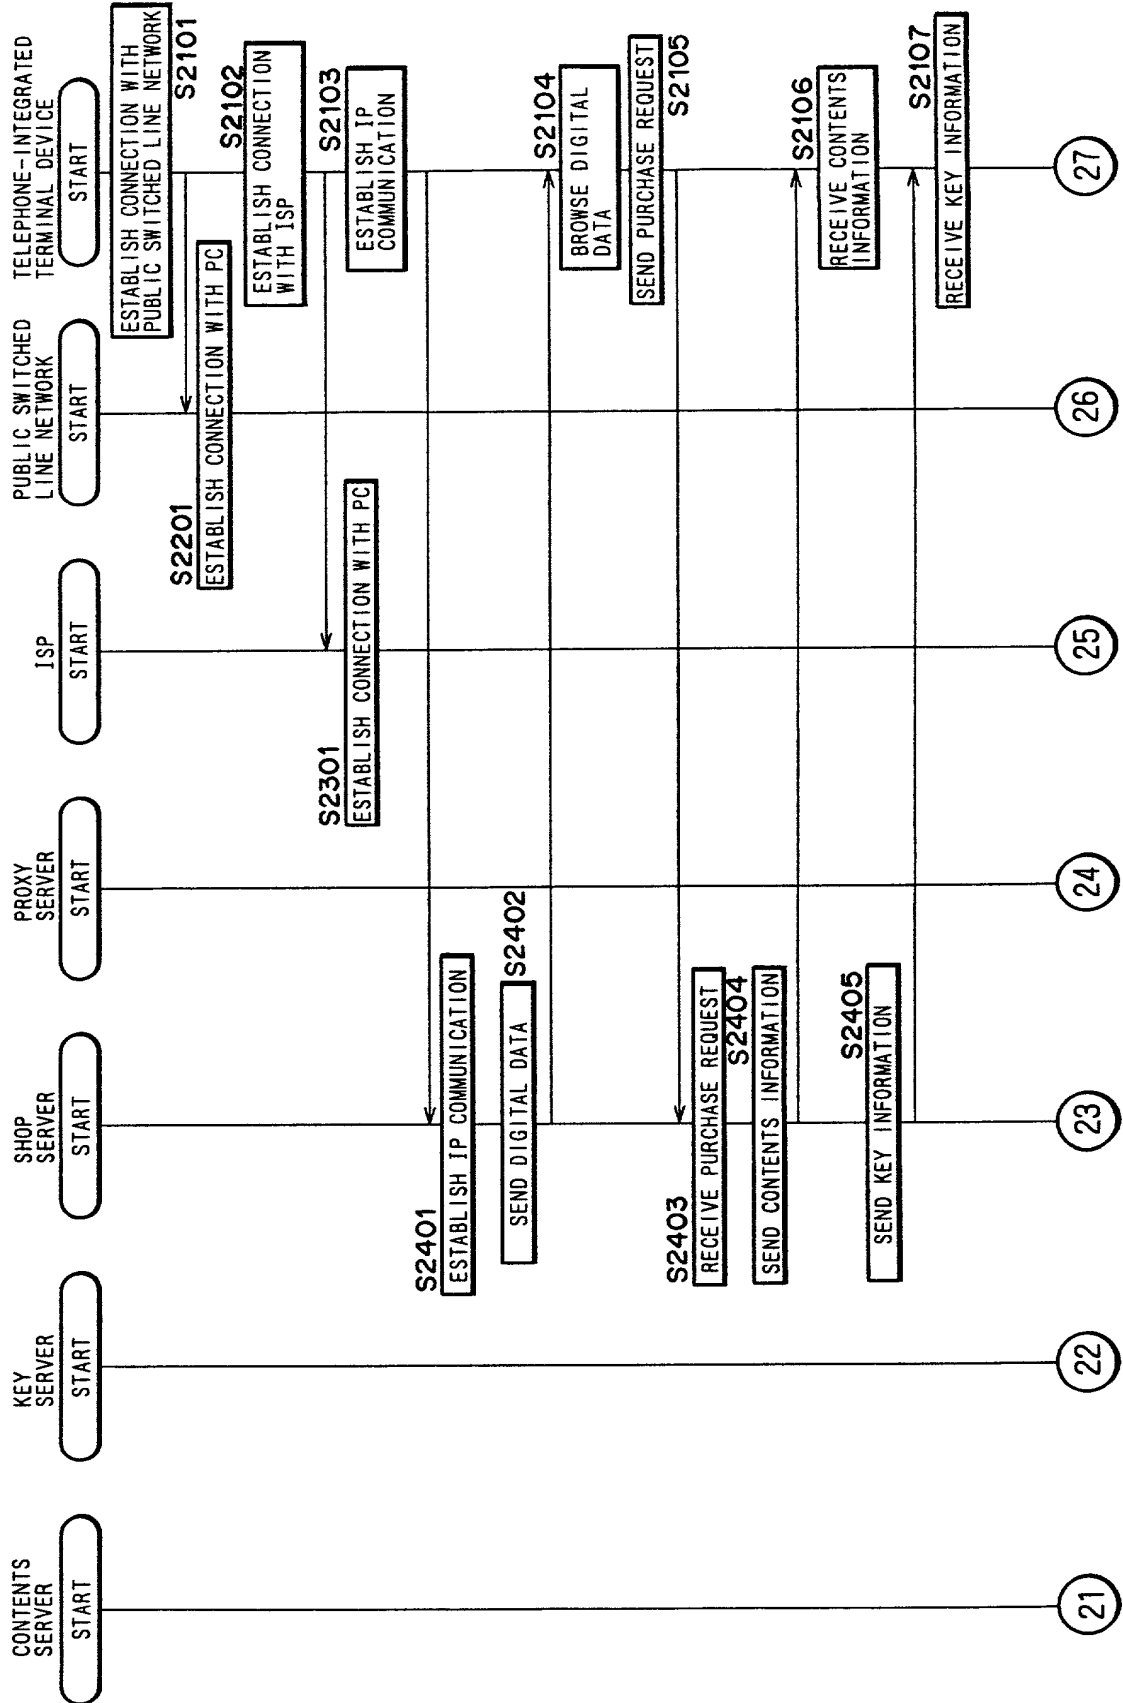 CONTENTS
SERVER
START
KEY
SERVER
START
SHOP
SERVER
START
PROXY
SERVER
START
ISP
START
PUBLIC SWITCHED
LINE NETWORK
START
TELEPHONE-INTEGRATED
TERMINAL DEVICE
START
ESTABLISH CONNECTION WITH
PUBLIC SWITCHED LINE NETWORK
S2101
S2201
ESTABLISH CONNECTION WITH PC
S2102
ESTABLISH CONNECTION
WITH ISP
S2301
ESTABLISH CONNECTION WITH PC
S2103
ESTABLISH IP
COMMUNICATION
S2401
ESTABLISH IP COMMUNICATION
SEND DIGITAL DATA
S2402
S2104
BROWSE DIGITAL
DATA
SEND PURCHASE REQUEST
S2105
S2403
RECEIVE PURCHASE REQUEST
S2404
SEND CONTENTS INFORMATION
S2106
RECEIVE CONTENTS
INFORMATION
S2405
SEND KEY INFORMATION
S2107
RECEIVE KEY INFORMATION
21
22
23
24
25
26
27